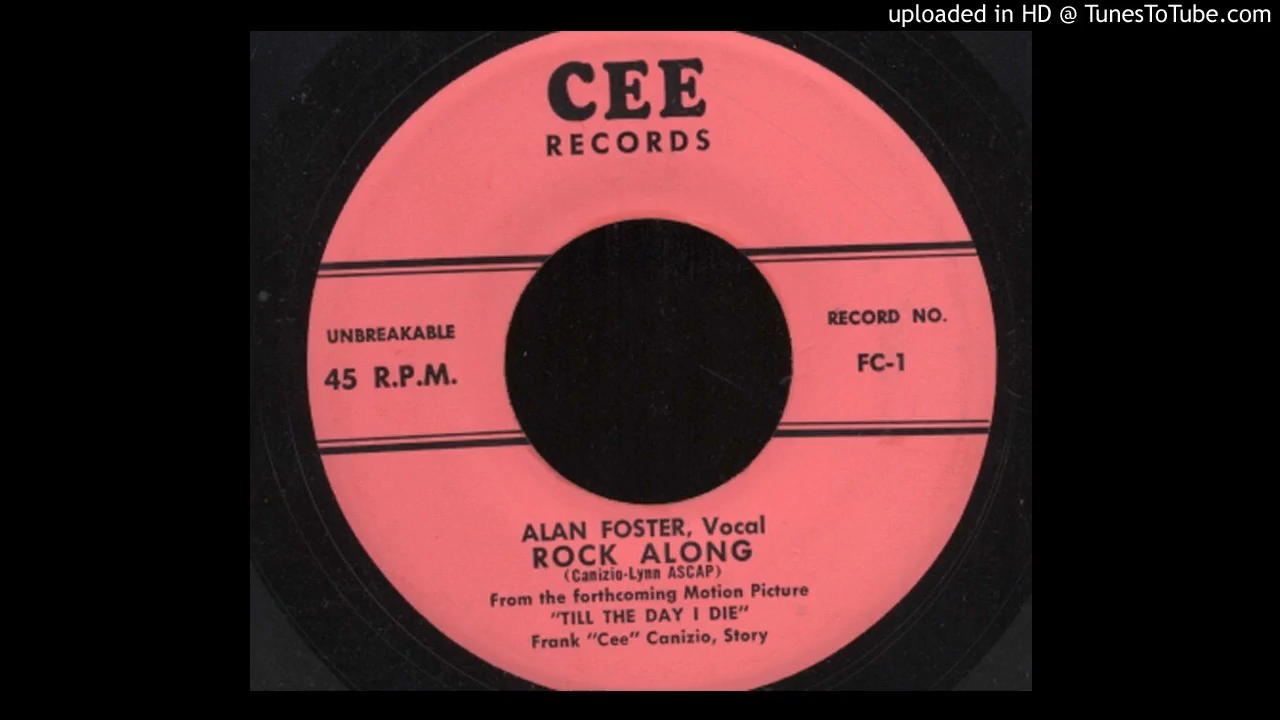 uploaded in HD @ TunesToTube.com
CEE
RECORDS
UNBREAKABLE
45 R.P.M.
RECORD NO.
FC-1
ALAN FOSTER, Vocal
ROCK ALONG
(Canizio-Lynn ASCAP)
From the forthcoming Motion Picture
"TILL THE DAY I DIE"
Frank "Cee" Canizio, Story